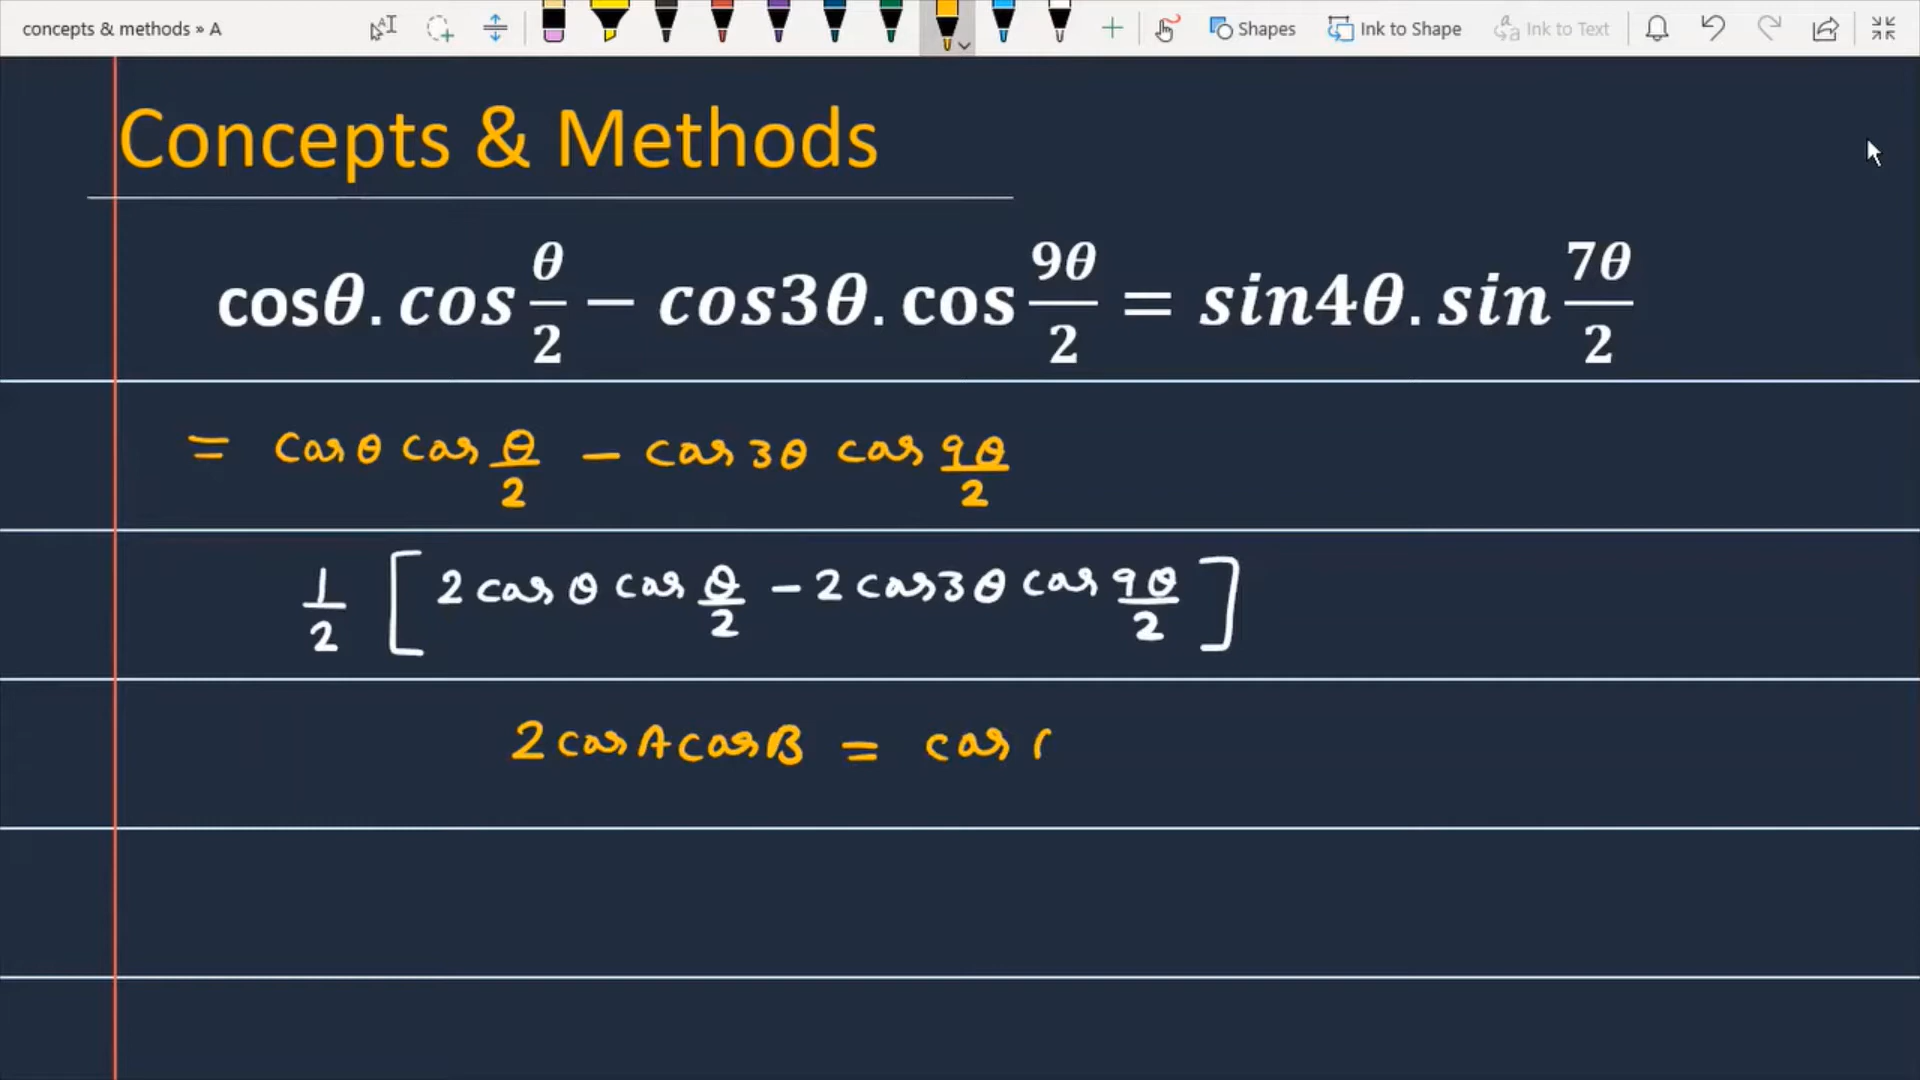 concepts & methods » A
Shapes
Ink to Shape
Ink to Text
Concepts & Methods
cosθ.cos θ/2 − cos3θ.cos 9θ/2 = sin4θ.sin 7θ/2
= cos θ cos θ/2 − cos 3θ cos 9θ/2
1/2 [ 2 cos θ cos θ/2 − 2 cos 3θ cos 9θ/2 ]
2 cos A cos B = cos (